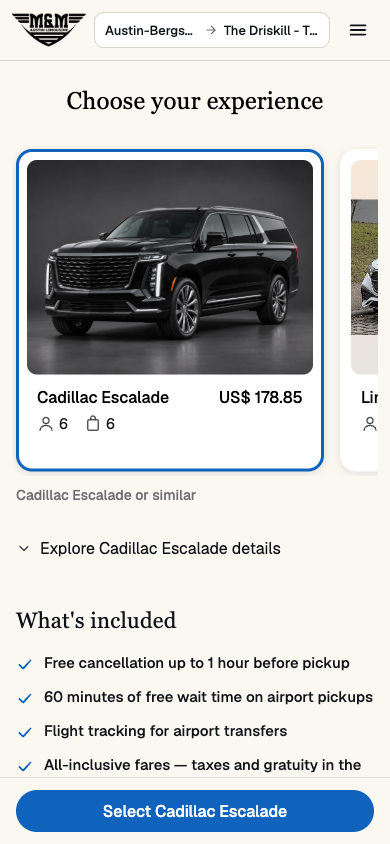 M&M
AUSTIN LIMOUSINE
Austin-Bergs... → The Driskill - T...
Choose your experience
Cadillac Escalade US$ 178.85
6 6
Lir
Cadillac Escalade or similar
Explore Cadillac Escalade details
What's included
Free cancellation up to 1 hour before pickup
60 minutes of free wait time on airport pickups
Flight tracking for airport transfers
All-inclusive fares — taxes and gratuity in the
Select Cadillac Escalade